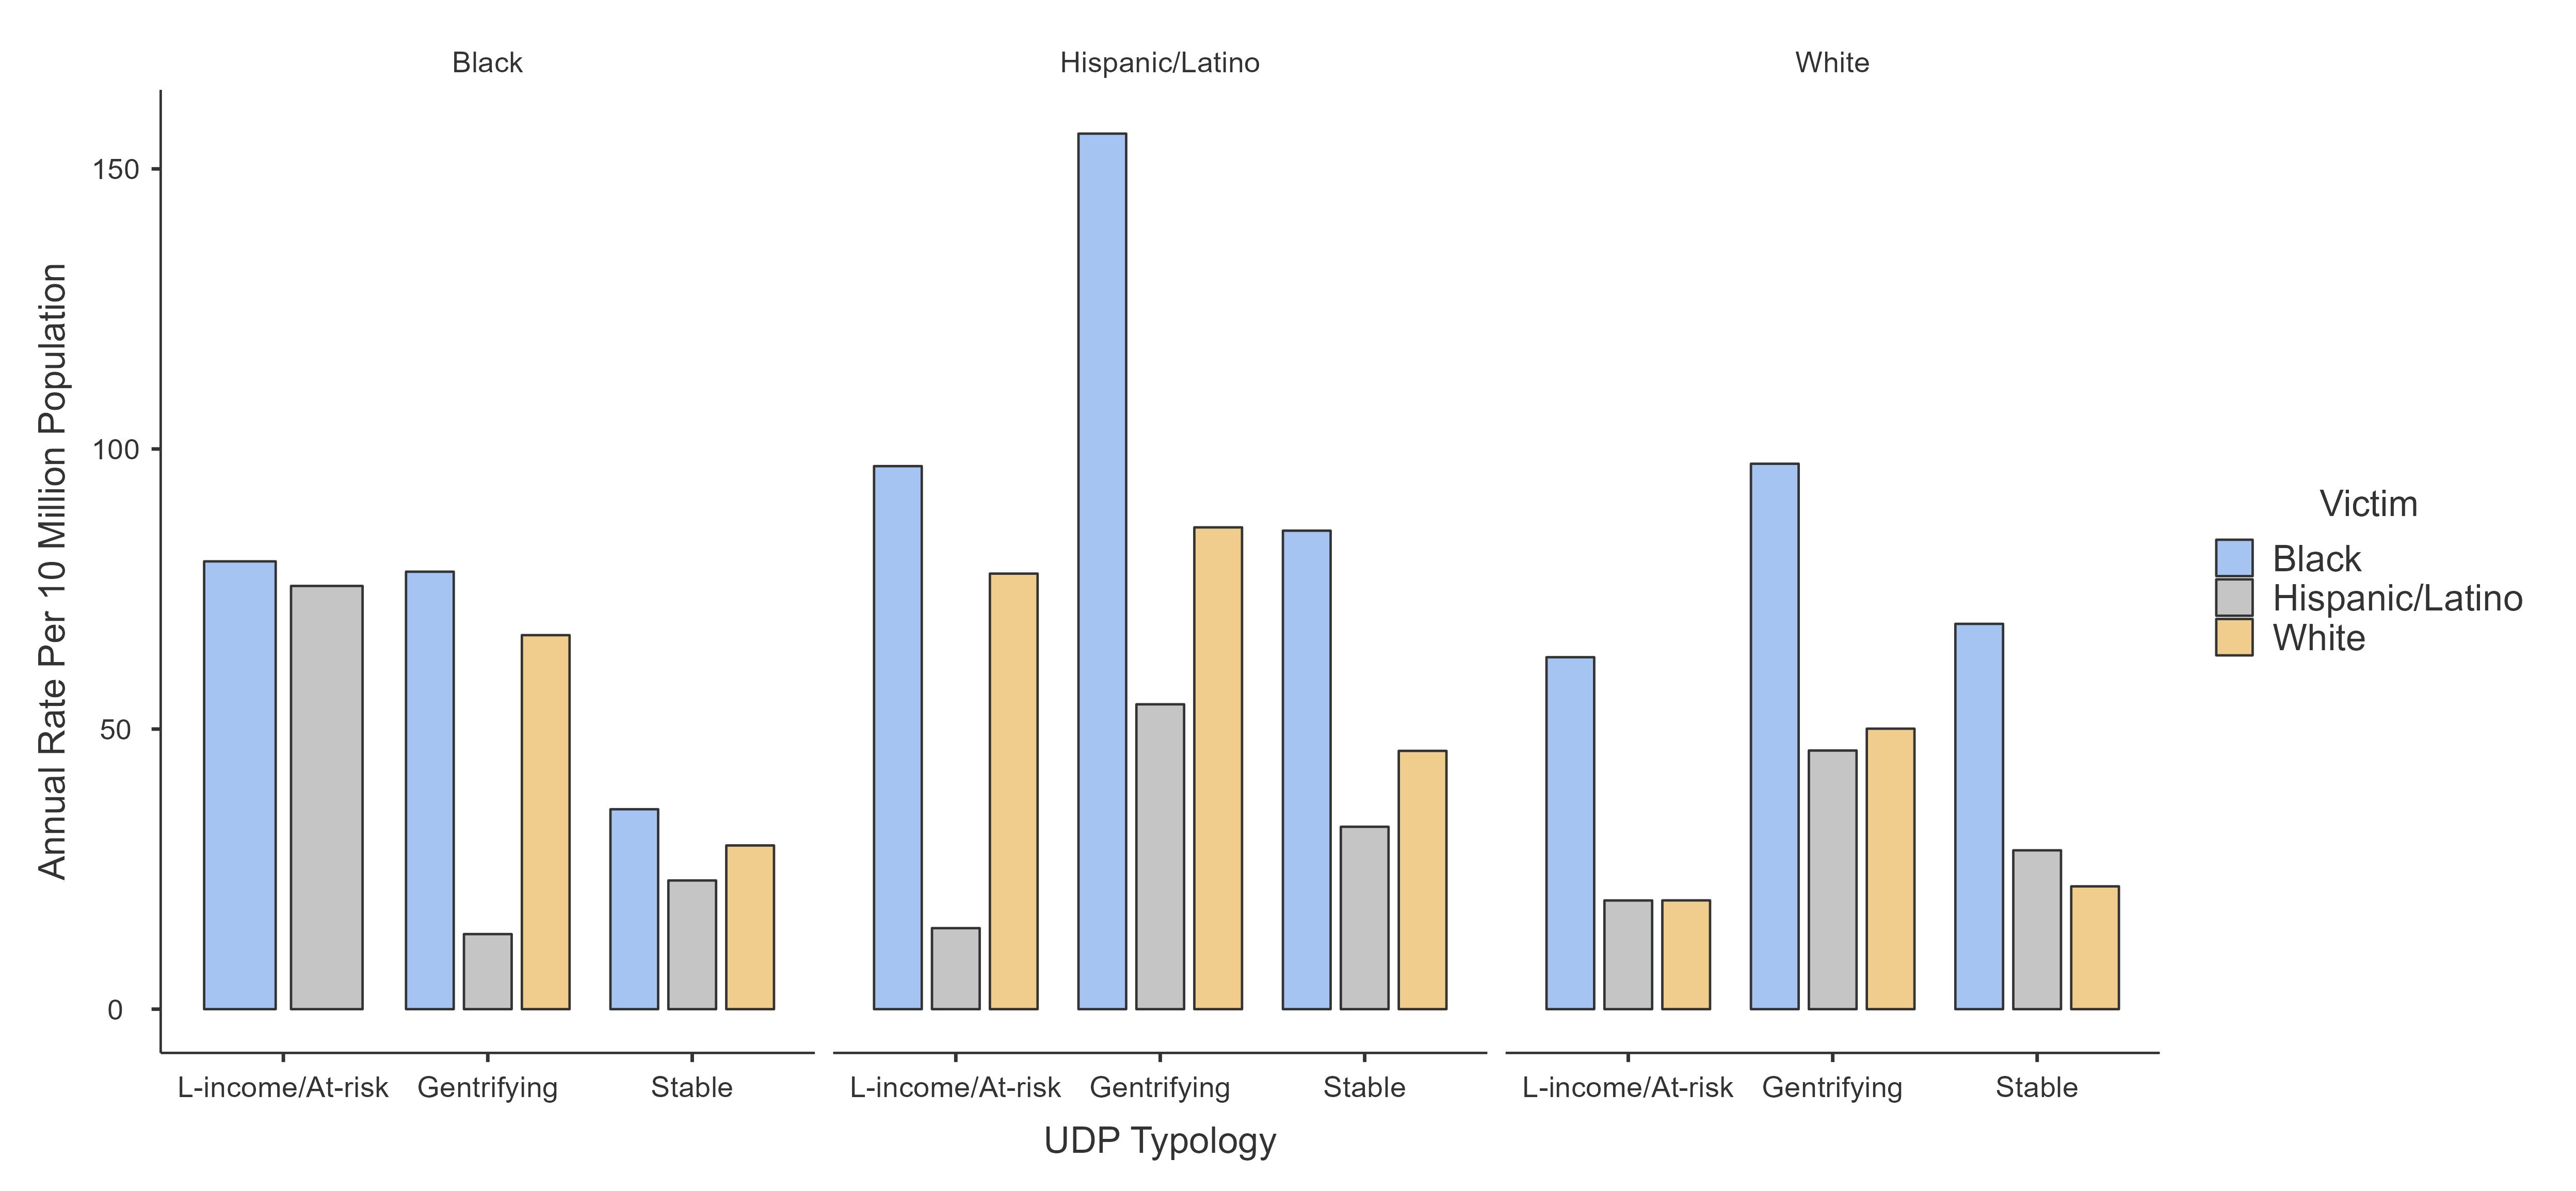 Black
Hispanic/Latino
White
Annual Rate Per 10 Million Population
150
100
50
0
L-income/At-risk
Gentrifying
Stable
L-income/At-risk
Gentrifying
Stable
L-income/At-risk
Gentrifying
Stable
UDP Typology
Victim
Black
Hispanic/Latino
White